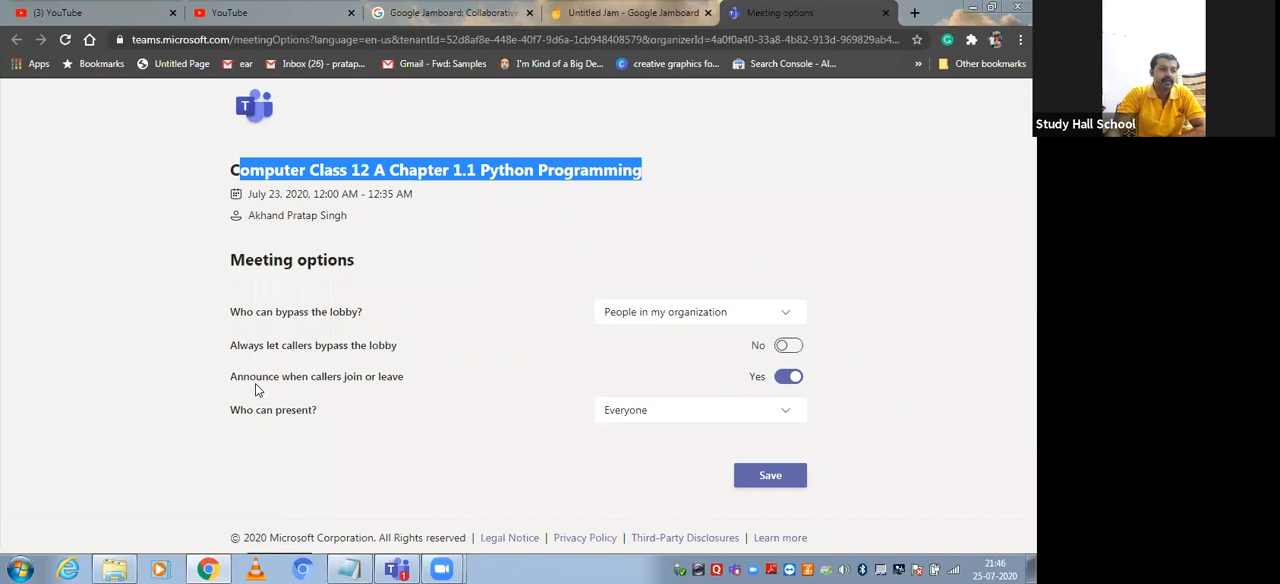 (3) YouTube
YouTube
Google Jamboard: Collaborative
Untitled Jam - Google Jamboard
Meeting options
teams.microsoft.com/meetingOptions?language=en-us&tenantId=52d8af8e-448e-40f7-9d6a-1cb948408579&organizerId=4a0f0a40-33a8-4b82-913d-969829ab4...
Apps
Bookmarks
Untitled Page
ear
Inbox (26) - pratap...
Gmail - Fwd: Samples
I'm Kind of a Big De...
creative graphics fo...
Search Console - Al...
»
Other bookmarks
Study Hall School
T
Computer Class 12 A Chapter 1.1 Python Programming
July 23, 2020, 12:00 AM - 12:35 AM
Akhand Pratap Singh
Meeting options
Who can bypass the lobby? People in my organization
Always let callers bypass the lobby No
Announce when callers join or leave Yes
Who can present? Everyone
Save
© 2020 Microsoft Corporation. All Rights reserved | Legal Notice | Privacy Policy | Third-Party Disclosures | Learn more
21:46
25-07-2020